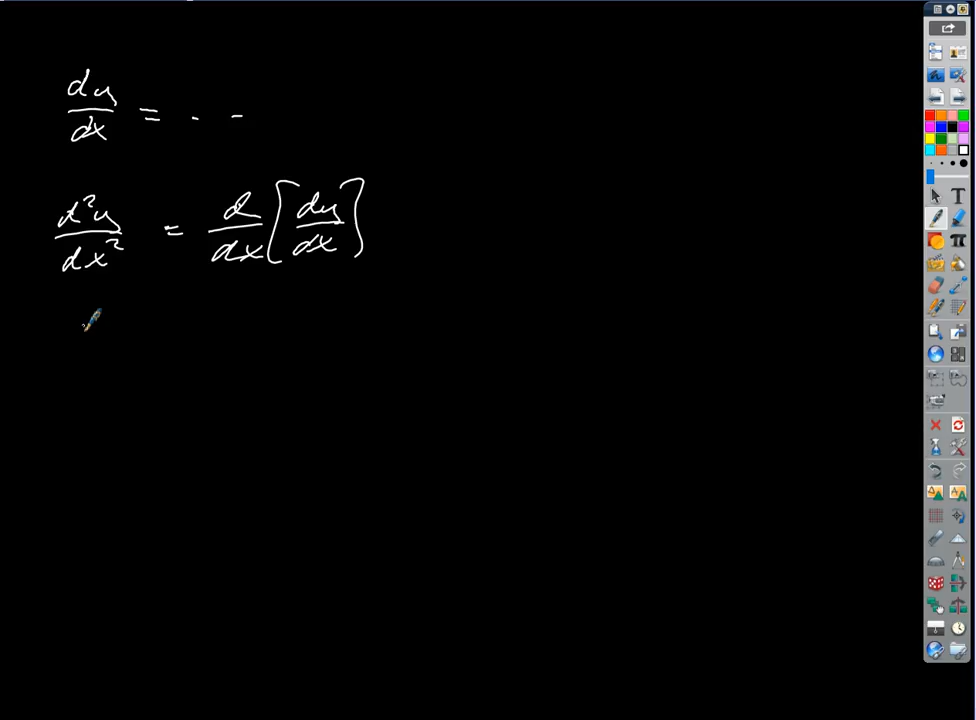 dy/dx = . . -
d²y/dx² = d/dx [dy/dx]